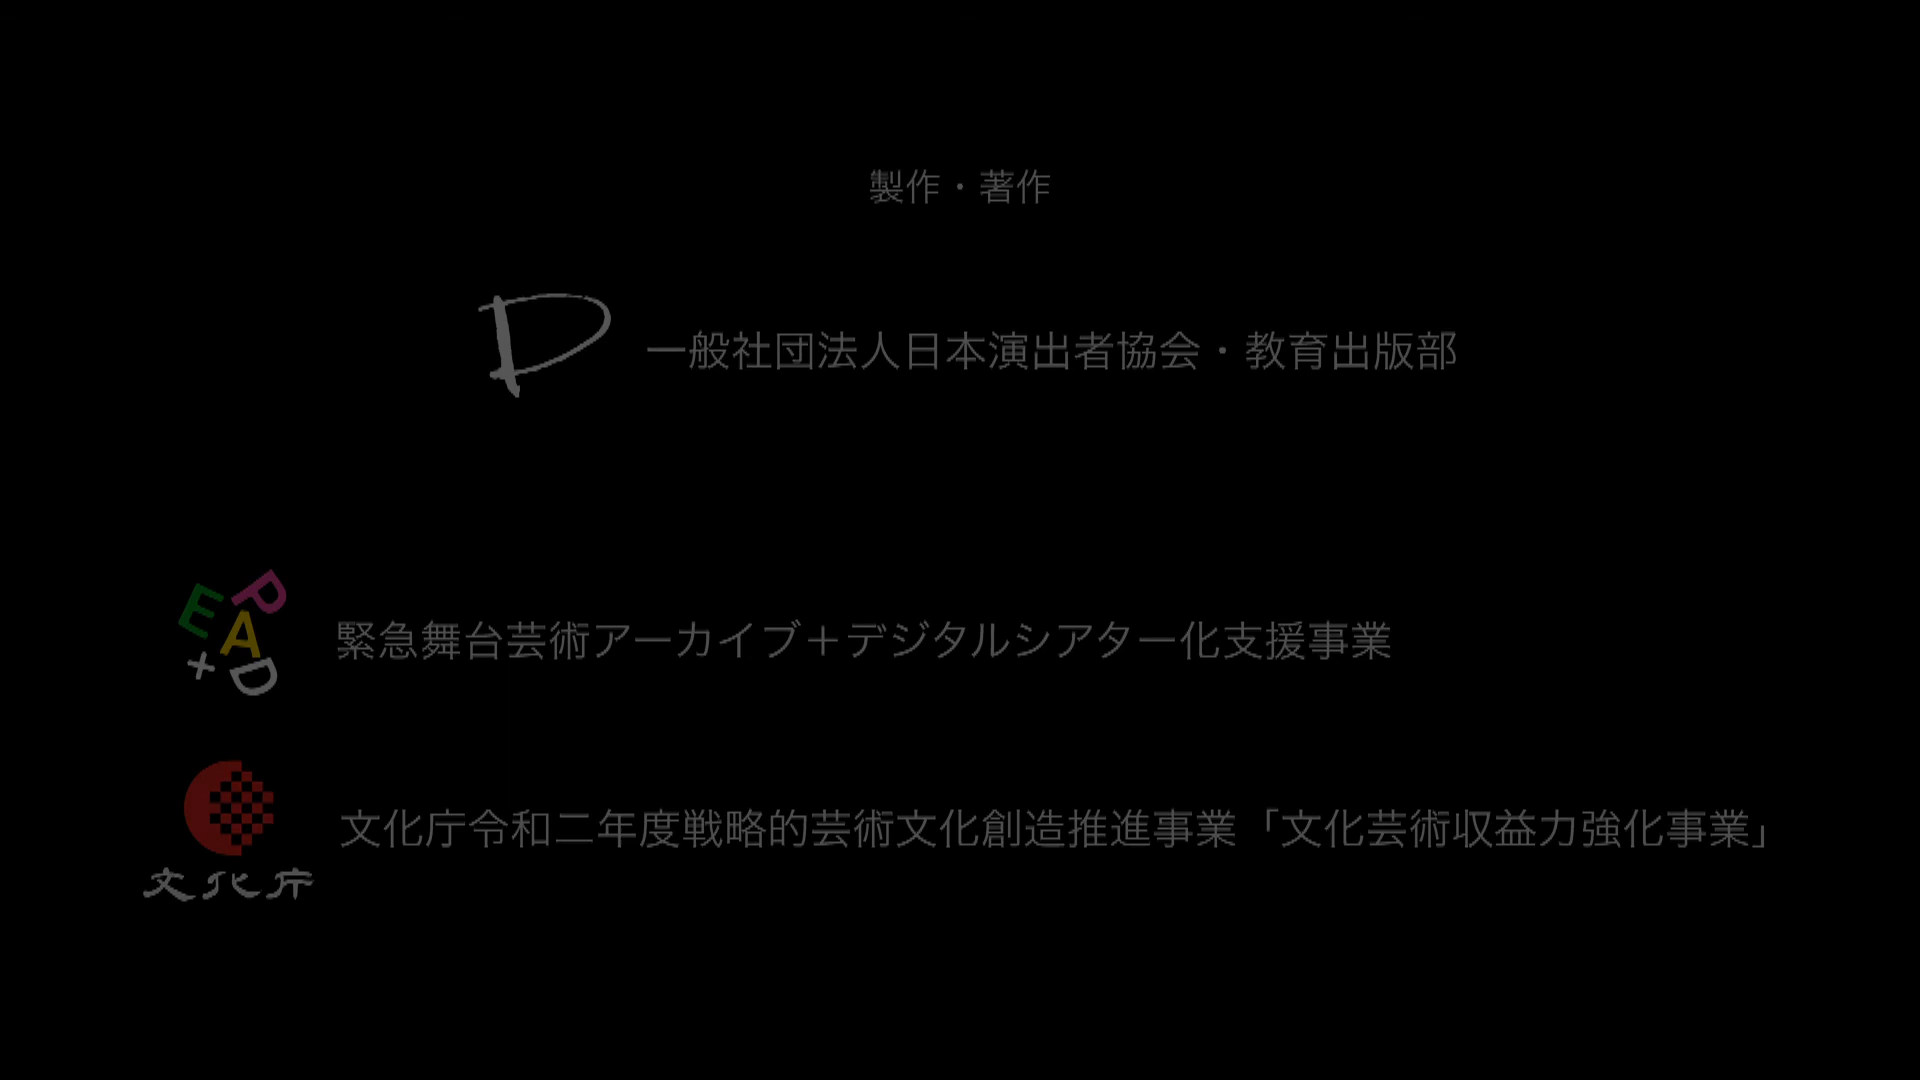 製作・著作
D 一般社団法人日本演出者協会・教育出版部
EPAD+ 緊急舞台芸術アーカイブ＋デジタルシアター化支援事業
文化庁令和二年度戦略的芸術文化創造推進事業「文化芸術収益力強化事業」
文化庁